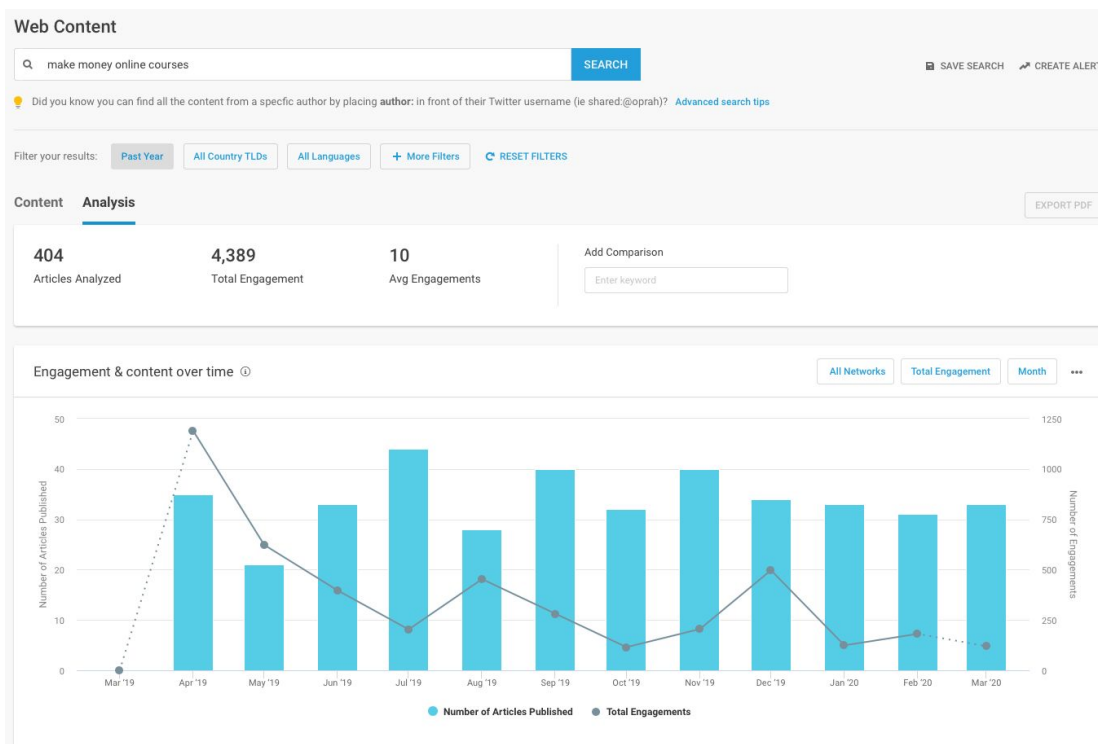 Web Content
make money online courses
SEARCH
SAVE SEARCH
CREATE ALERT
Did you know you can find all the content from a specfic author by placing author: in front of their Twitter username (ie shared:@oprah)? Advanced search tips
Filter your results:
Past Year
All Country TLDs
All Languages
+ More Filters
RESET FILTERS
Content
Analysis
EXPORT PDF
404
Articles Analyzed
4,389
Total Engagement
10
Avg Engagements
Add Comparison
Enter keyword
Engagement & content over time
All Networks
Total Engagement
Month
Number of Articles Published
50
40
30
20
10
0
1250
1000
750
500
250
0
Number of Engagements
Mar '19
Apr '19
May '19
Jun '19
Jul '19
Aug '19
Sep '19
Oct '19
Nov '19
Dec '19
Jan '20
Feb '20
Mar '20
Number of Articles Published
Total Engagements